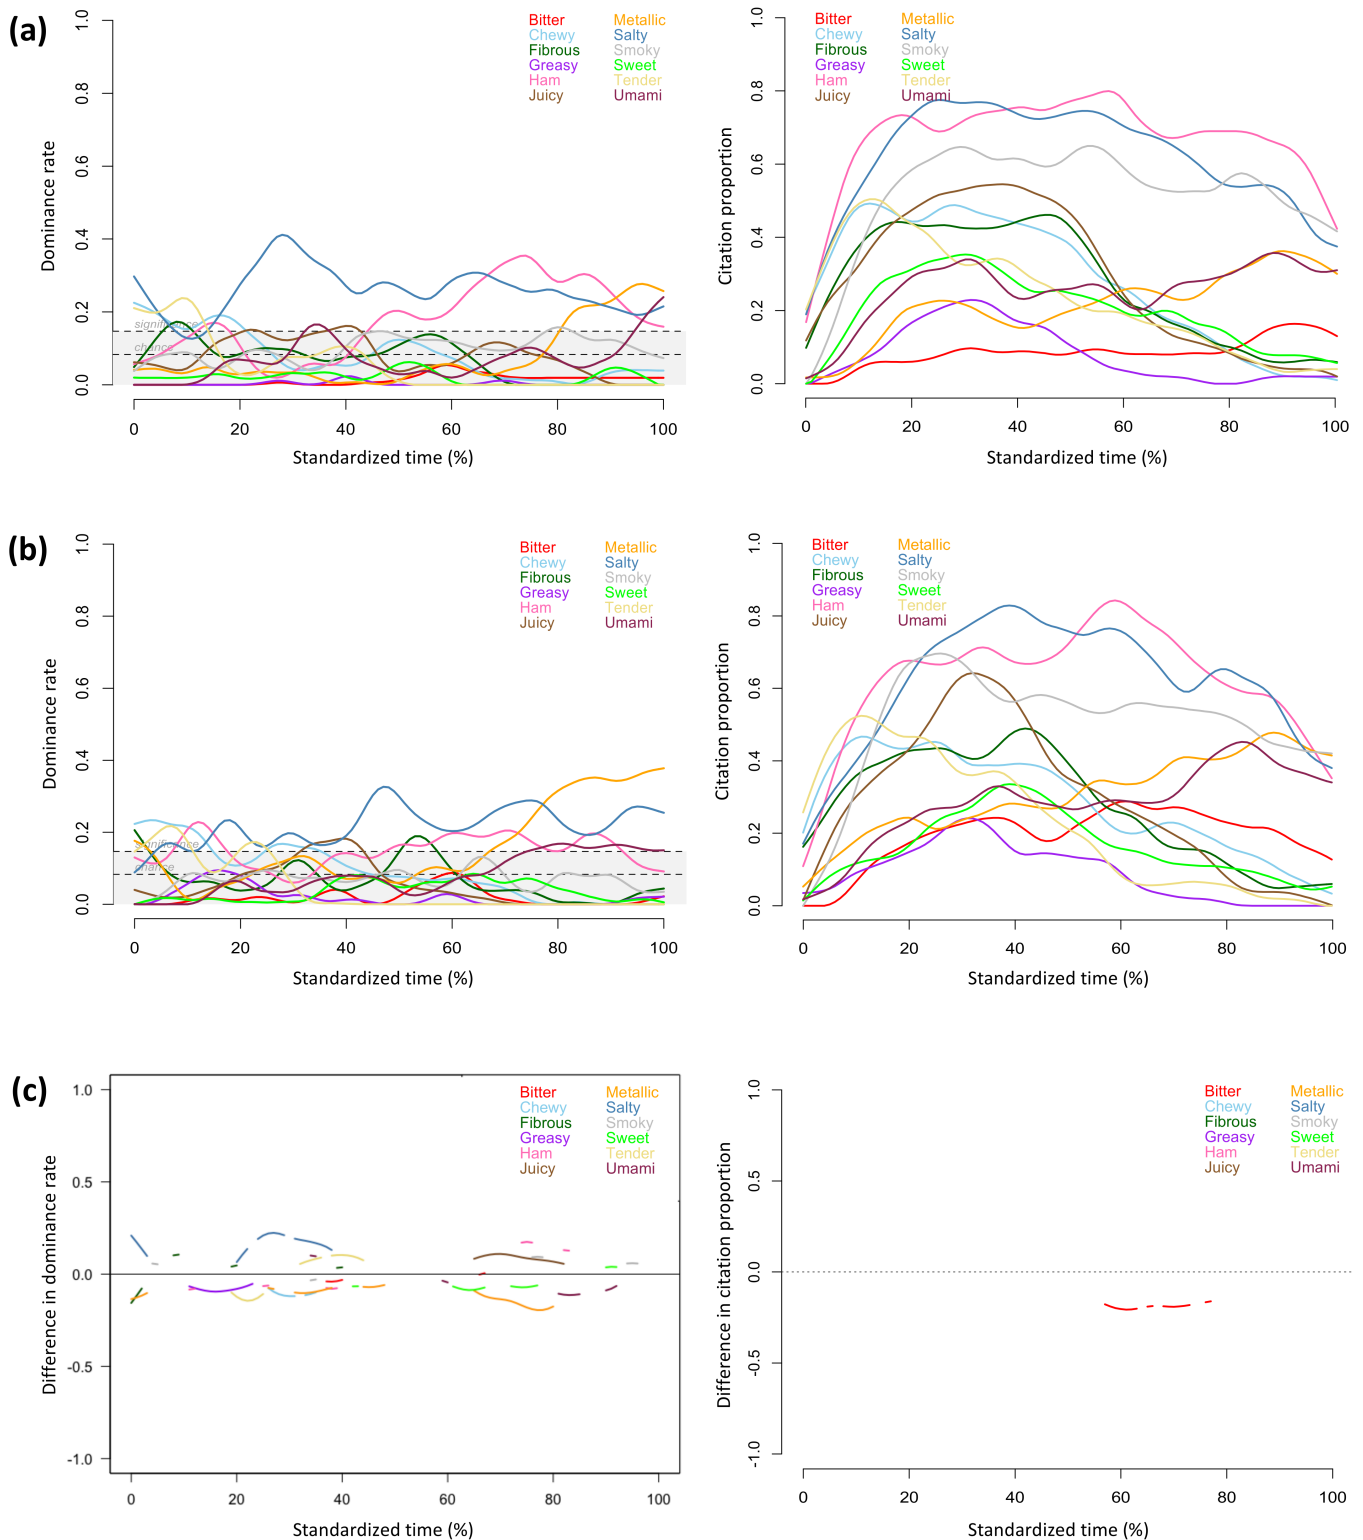 (a)
Dominance rate
1.0
0.8
0.6
0.4
0.2
0.0
Bitter Metallic
Chewy Salty
Fibrous Smoky
Greasy Sweet
Ham Tender
Juicy Umami
significance
chance
0 20 40 60 80 100
Standardized time (%)
Citation proportion
1.0
0.8
0.6
0.4
0.2
0.0
Bitter Metallic
Chewy Salty
Fibrous Smoky
Greasy Sweet
Ham Tender
Juicy Umami
0 20 40 60 80 100
Standardized time (%)
(b)
Dominance rate
1.0
0.8
0.6
0.4
0.2
0.0
Bitter Metallic
Chewy Salty
Fibrous Smoky
Greasy Sweet
Ham Tender
Juicy Umami
significance
chance
0 20 40 60 80 100
Standardized time (%)
Citation proportion
1.0
0.8
0.6
0.4
0.2
0.0
Bitter Metallic
Chewy Salty
Fibrous Smoky
Greasy Sweet
Ham Tender
Juicy Umami
0 20 40 60 80 100
Standardized time (%)
(c)
Difference in dominance rate
1.0
0.5
0.0
-0.5
-1.0
Bitter Metallic
Chewy Salty
Fibrous Smoky
Greasy Sweet
Ham Tender
Juicy Umami
0 20 40 60 80 100
Standardized time (%)
Difference in citation proportion
1.0
0.5
0.0
-0.5
-1.0
Bitter Metallic
Chewy Salty
Fibrous Smoky
Greasy Sweet
Ham Tender
Juicy Umami
0 20 40 60 80 100
Standardized time (%)